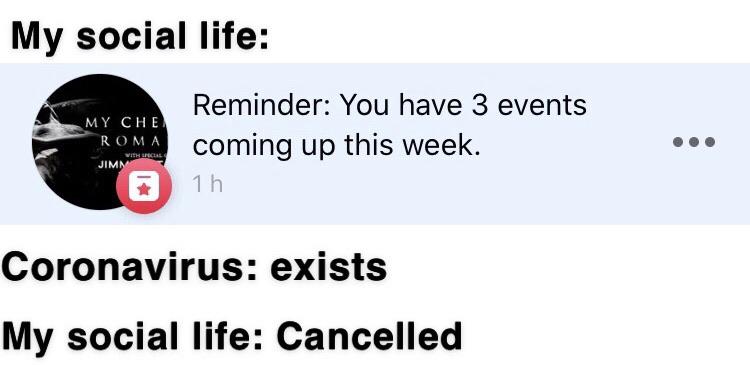 My social life:
MY CHE
ROMA
WITH SPECIAL
JIMM
Reminder: You have 3 events
coming up this week.
1 h
Coronavirus: exists
My social life: Cancelled